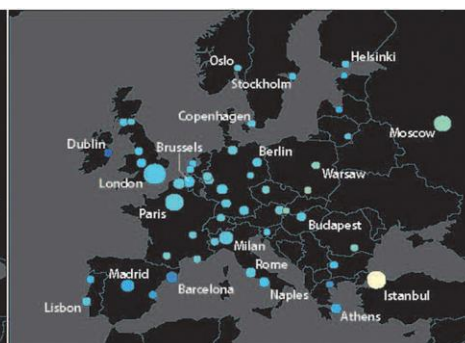 Oslo
Helsinki
Stockholm
Copenhagen
Moscow
Dublin
Brussels
Berlin
London
Warsaw
Paris
Budapest
Milan
Madrid
Rome
Barcelona
Lisbon
Naples
Istanbul
Athens